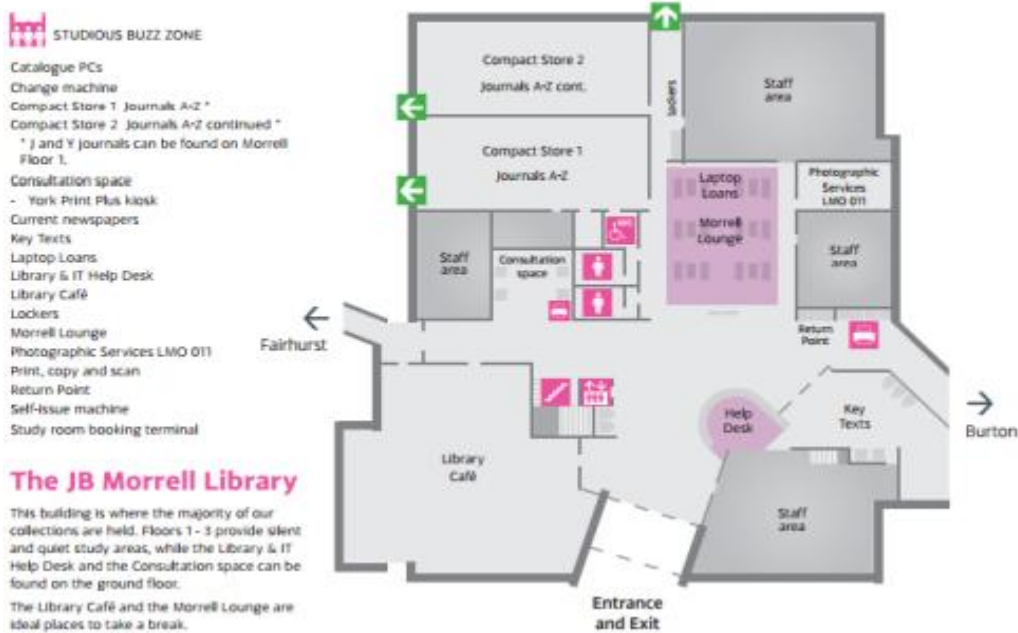 STUDIOUS BUZZ ZONE
Catalogue PCs
Change machine
Compact Store 1 Journals A-Z *
Compact Store 2 Journals A-Z continued *
* J and Y journals can be found on Morrell
Floor 1.
Consultation space
- York Print Plus kiosk
Current newspapers
Key Texts
Laptop Loans
Library & IT Help Desk
Library Café
Lockers
Morrell Lounge
Photographic Services LMO 011
Print, copy and scan
Return Point
Self-Issue machine
Study room booking terminal
The JB Morrell Library
This building is where the majority of our
collections are held. Floors 1 - 3 provide silent
and quiet study areas, while the Library & IT
Help Desk and the Consultation space can be
found on the ground floor.
The Library Café and the Morrell Lounge are
ideal places to take a break.
Compact Store 2
Journals A-Z cont.
Lockers
Staff
area
Compact Store 1
Journals A-Z
Laptop
Loans
Morrell
Lounge
Photographic
Services
LMO 011
Staff
area
Consultation
space
Staff
area
Fairhurst
Return
Point
Burton
Help
Desk
Key
Texts
Library
Café
Staff
area
Entrance
and Exit